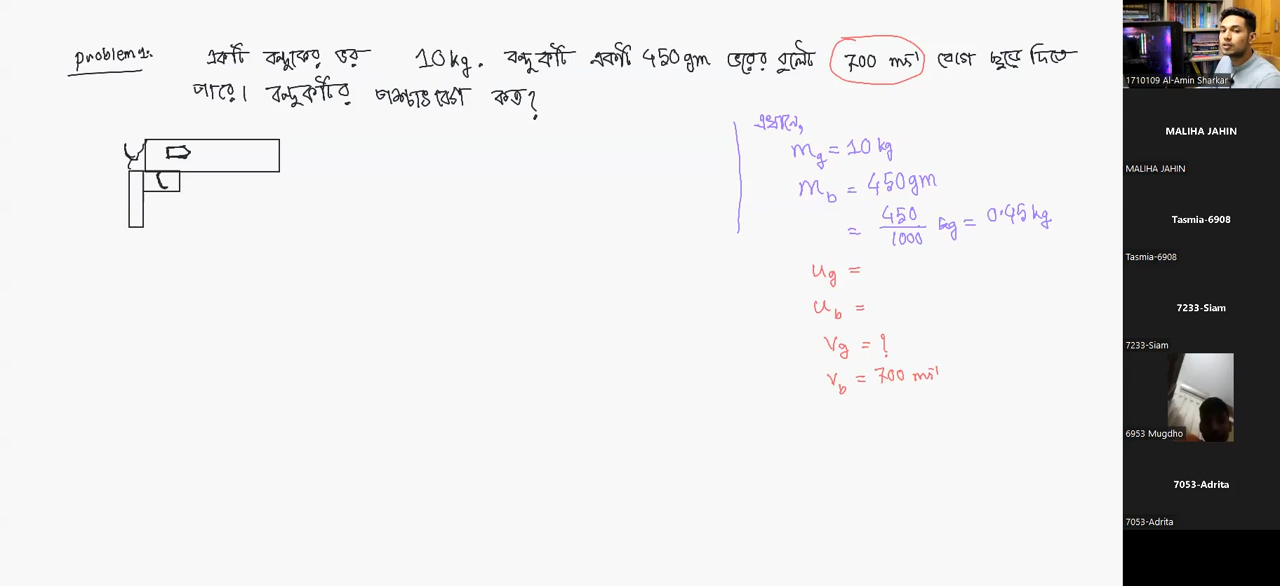 Problem 1: একটি বন্দুকের ভর 10 kg. বন্দুকটি একটি 450 gm ভরের বুলেট 700 ms⁻¹ বেগে ছুড়ে দিতে
পারে। বন্দুকটির পশ্চাৎবেগ কত?
এখানে,
m_g = 10 kg
m_b = 450 gm
= 450/1000 kg = 0.45 kg
u_g =
u_b =
v_g = ?
v_b = 700 ms⁻¹
1710109 Al-Amin Sharkar
MALIHA JAHIN
MALIHA JAHIN
Tasmia-6908
Tasmia-6908
7233-Siam
7233-Siam
6953 Mugdho
7053-Adrita
7053-Adrita